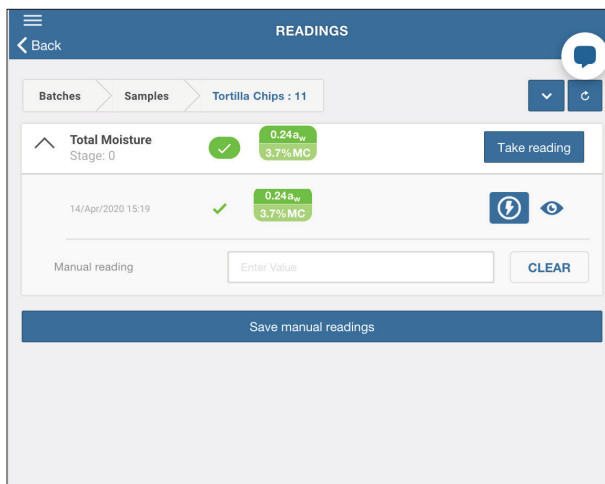 READINGS
Back
Batches Samples Tortilla Chips : 11
Total Moisture
Stage: 0
0.24aw
3.7%MC
Take reading
14/Apr/2020 15:19
0.24aw
3.7%MC
Manual reading Enter Value CLEAR
Save manual readings